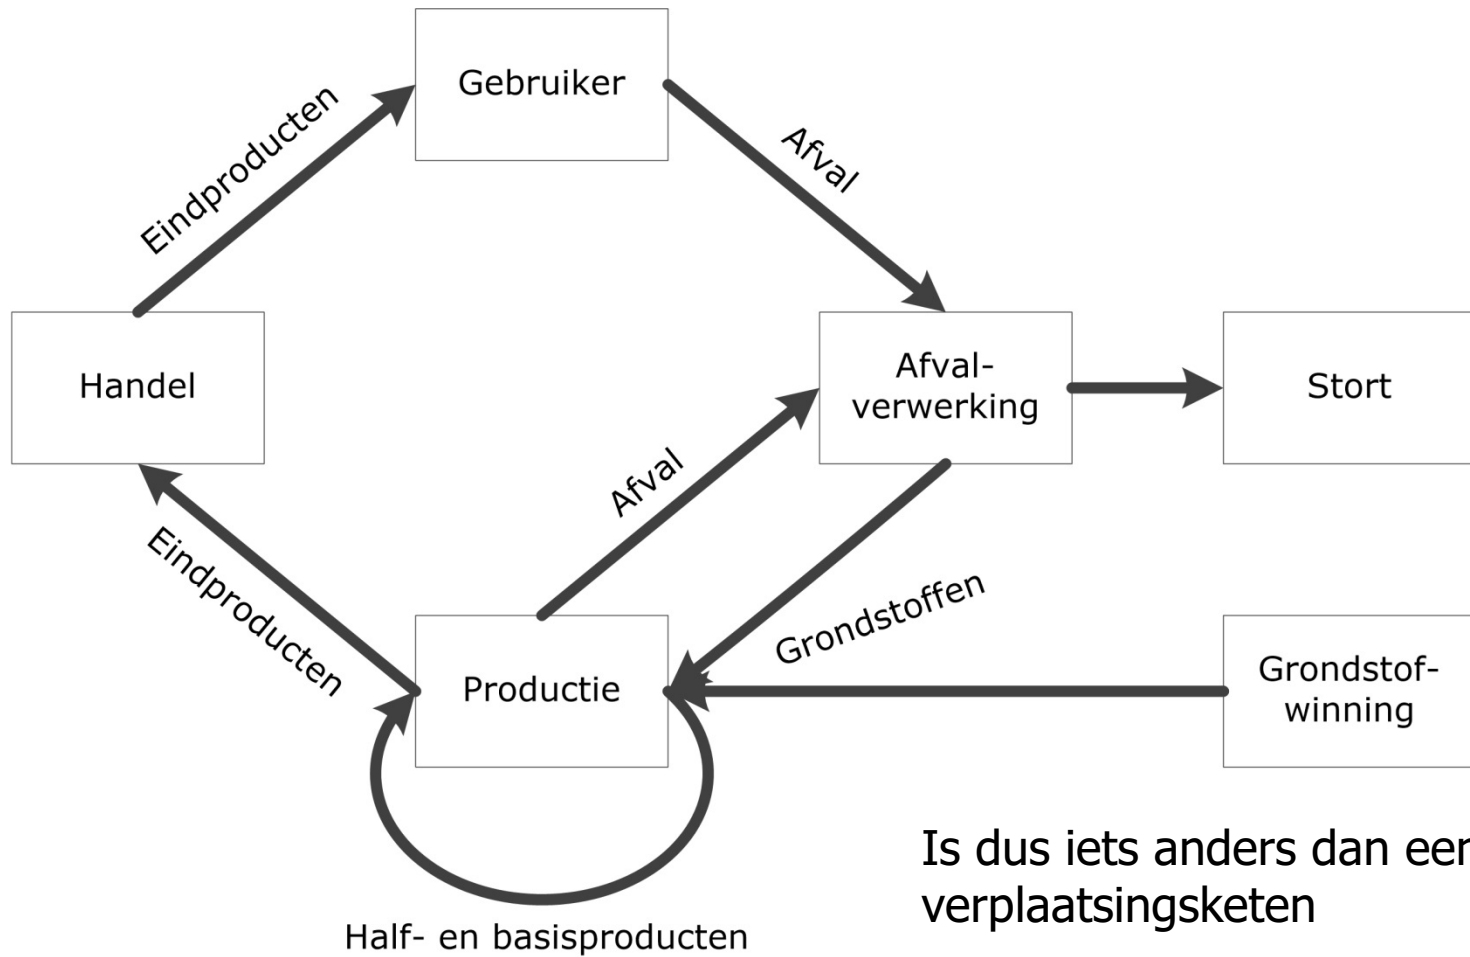 Gebruiker
Eindproducten
Afval
Handel
Afval-
verwerking
Stort
Afval
Eindproducten
Grondstoffen
Productie
Grondstof-
winning
Half- en basisproducten
Is dus iets anders dan een
verplaatsingsketen